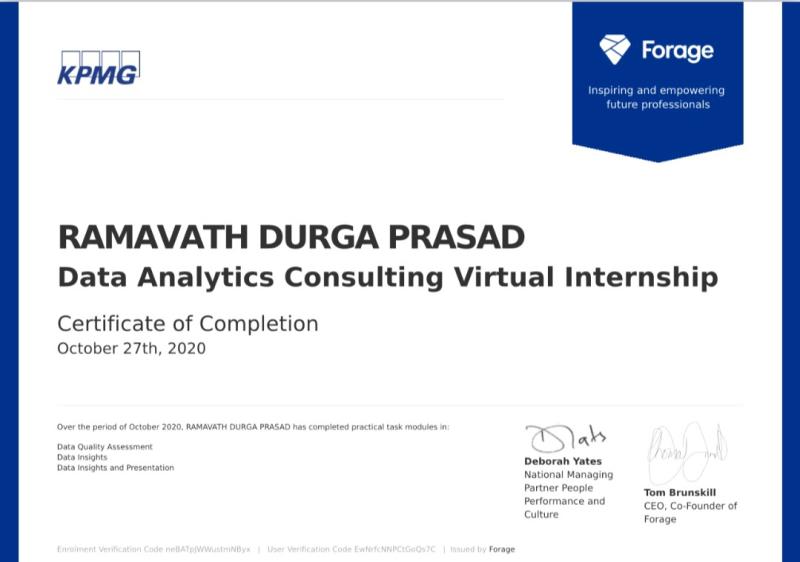 KPMG
Forage
Inspiring and empowering
future professionals
RAMAVATH DURGA PRASAD
Data Analytics Consulting Virtual Internship
Certificate of Completion
October 27th, 2020
Over the period of October 2020, RAMAVATH DURGA PRASAD has completed practical task modules in:
Data Quality Assessment
Data Insights
Data Insights and Presentation
Deborah Yates
National Managing
Partner People
Performance and
Culture
Tom Brunskill
CEO, Co-Founder of
Forage
Enrolment Verification Code neBATpJWWustmNByx | User Verification Code EwNrfcNNPCtGoQs7C | Issued by Forage